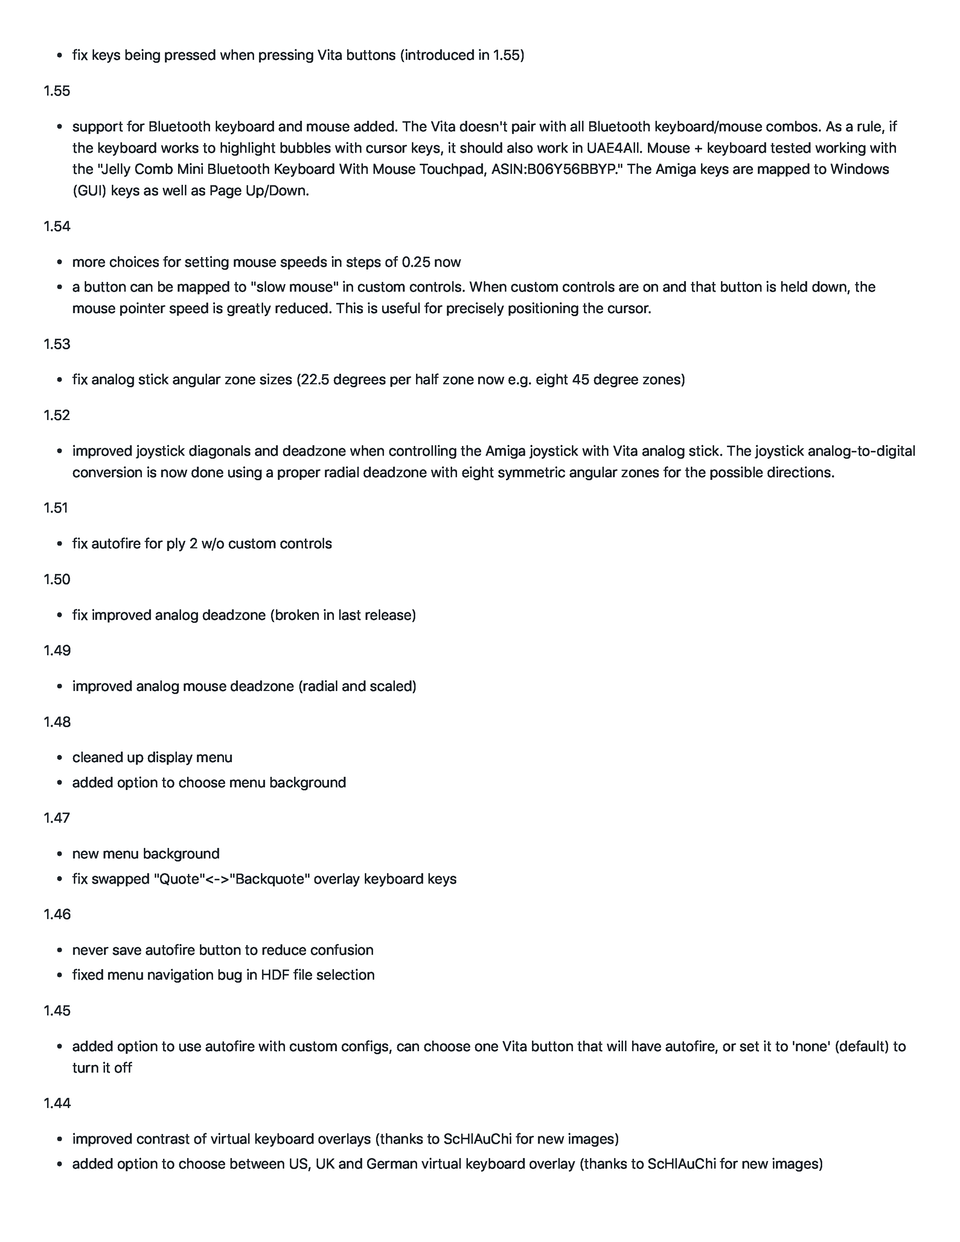 • fix keys being pressed when pressing Vita buttons (introduced in 1.55)
1.55
• support for Bluetooth keyboard and mouse added. The Vita doesn't pair with all Bluetooth keyboard/mouse combos. As a rule, if
the keyboard works to highlight bubbles with cursor keys, it should also work in UAE4All. Mouse + keyboard tested working with
the "Jelly Comb Mini Bluetooth Keyboard With Mouse Touchpad, ASIN:B06Y56BBYP." The Amiga keys are mapped to Windows
(GUI) keys as well as Page Up/Down.
1.54
• more choices for setting mouse speeds in steps of 0.25 now
• a button can be mapped to "slow mouse" in custom controls. When custom controls are on and that button is held down, the
mouse pointer speed is greatly reduced. This is useful for precisely positioning the cursor.
1.53
• fix analog stick angular zone sizes (22.5 degrees per half zone now e.g. eight 45 degree zones)
1.52
• improved joystick diagonals and deadzone when controlling the Amiga joystick with Vita analog stick. The joystick analog-to-digital
conversion is now done using a proper radial deadzone with eight symmetric angular zones for the possible directions.
1.51
• fix autofire for ply 2 w/o custom controls
1.50
• fix improved analog deadzone (broken in last release)
1.49
• improved analog mouse deadzone (radial and scaled)
1.48
• cleaned up display menu
• added option to choose menu background
1.47
• new menu background
• fix swapped "Quote"<->"Backquote" overlay keyboard keys
1.46
• never save autofire button to reduce confusion
• fixed menu navigation bug in HDF file selection
1.45
• added option to use autofire with custom configs, can choose one Vita button that will have autofire, or set it to 'none' (default) to
turn it off
1.44
• improved contrast of virtual keyboard overlays (thanks to ScHlAuChi for new images)
• added option to choose between US, UK and German virtual keyboard overlay (thanks to ScHlAuChi for new images)